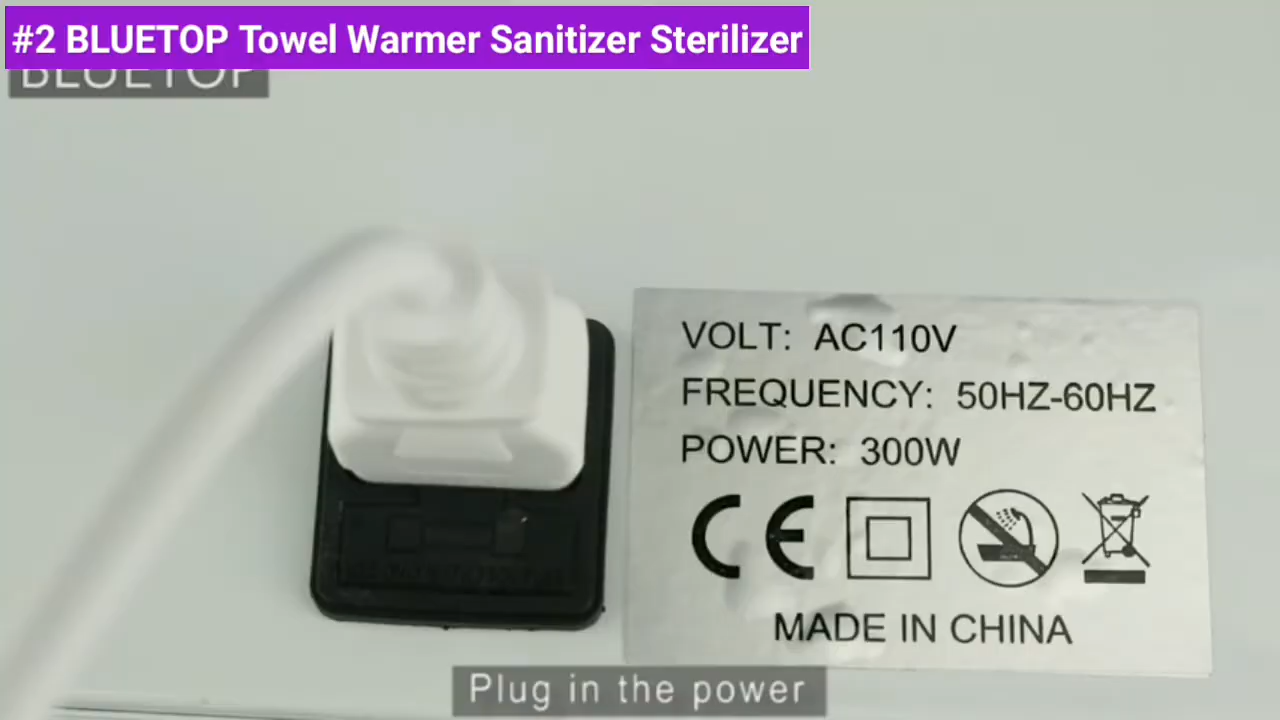 #2 BLUETOP Towel Warmer Sanitizer Sterilizer
BLUETOP
VOLT: AC110V
FREQUENCY: 50HZ-60HZ
POWER: 300W
CE
MADE IN CHINA
Plug in the power